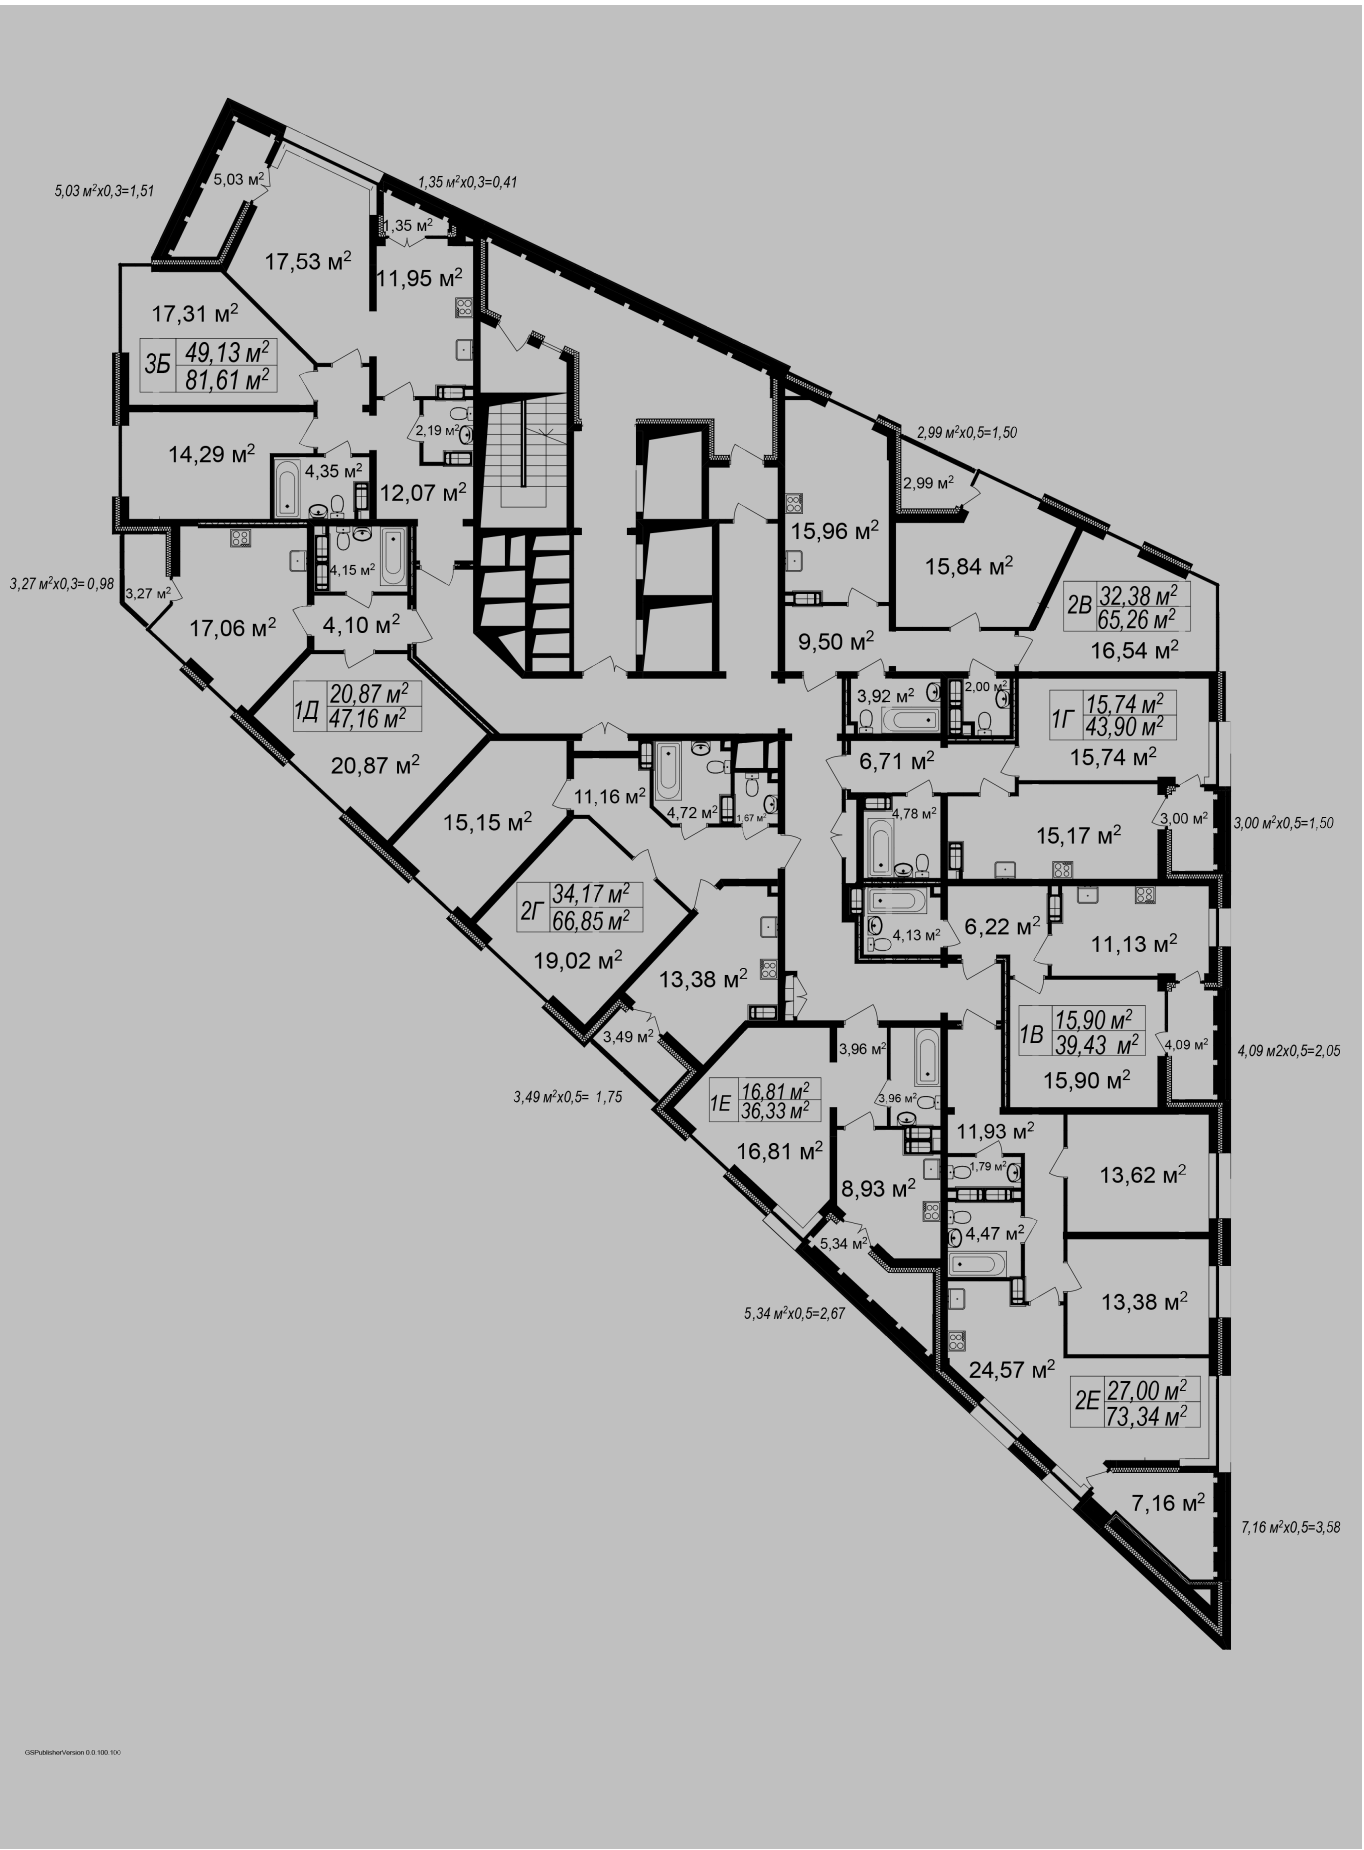 5,03 м²
5,03 м²х0,3=1,51
1,35 м²х0,3=0,41
1,35 м²
17,53 м²
11,95 м²
17,31 м²
3Б
49,13 м²
81,61 м²
2,19 м²
14,29 м²
4,35 м²
12,07 м²
2,99 м²х0,5=1,50
2,99 м²
15,96 м²
15,84 м²
3,27 м²х0,3= 0,98
3,27 м²
4,15 м²
17,06 м²
4,10 м²
2В
32,38 м²
65,26 м²
9,50 м²
16,54 м²
1Д
20,87 м²
47,16 м²
20,87 м²
3,92 м²
2,00 м²
1Г
15,74 м²
43,90 м²
15,74 м²
6,71 м²
11,16 м²
15,15 м²
4,72 м²
1,67 м²
4,78 м²
15,17 м²
3,00 м²
3,00 м²х0,5=1,50
2Г
34,17 м²
66,85 м²
19,02 м²
4,13 м²
6,22 м²
11,13 м²
13,38 м²
3,49 м²
3,49 м²х0,5= 1,75
3,96 м²
1В
15,90 м²
39,43 м²
15,90 м²
4,09 м²
4,09 м2х0,5=2,05
1Е
16,81 м²
36,33 м²
3,96 м²
16,81 м²
11,93 м²
1,79 м²
13,62 м²
8,93 м²
5,34 м²
4,47 м²
5,34 м²х0,5=2,67
13,38 м²
24,57 м²
2Е
27,00 м²
73,34 м²
7,16 м²
7,16 м²х0,5=3,58
GSPublisherVersion 0.0.100.100